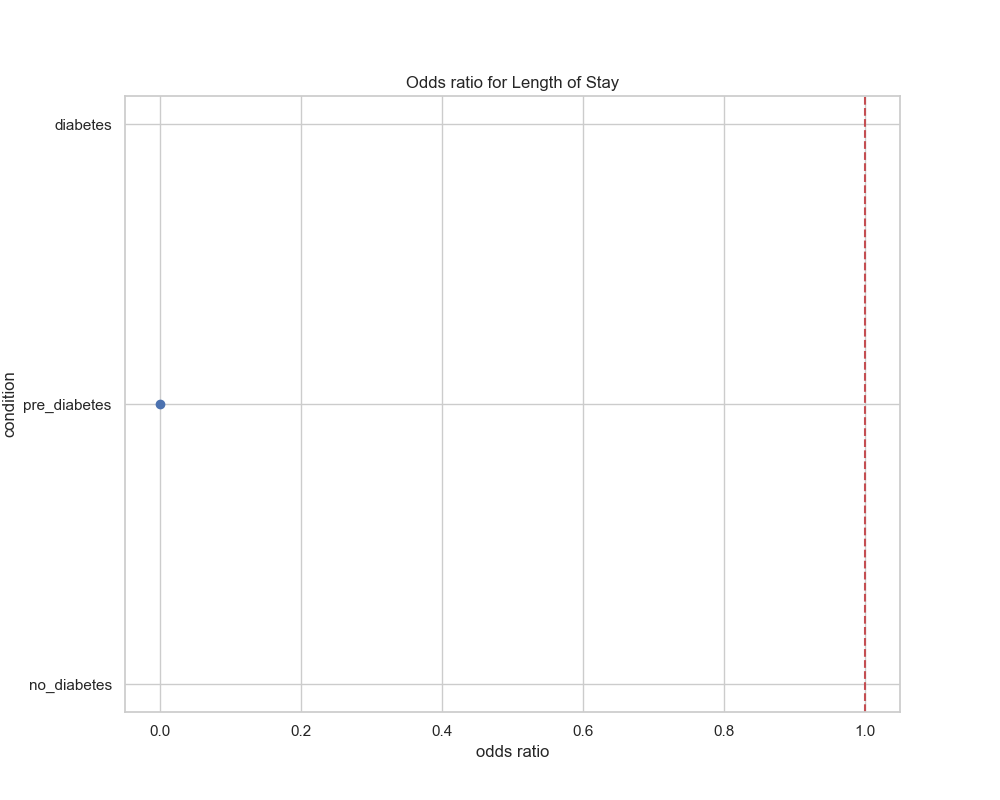 Odds ratio for Length of Stay
diabetes
pre_diabetes
no_diabetes
condition
0.0 0.2 0.4 0.6 0.8 1.0
odds ratio